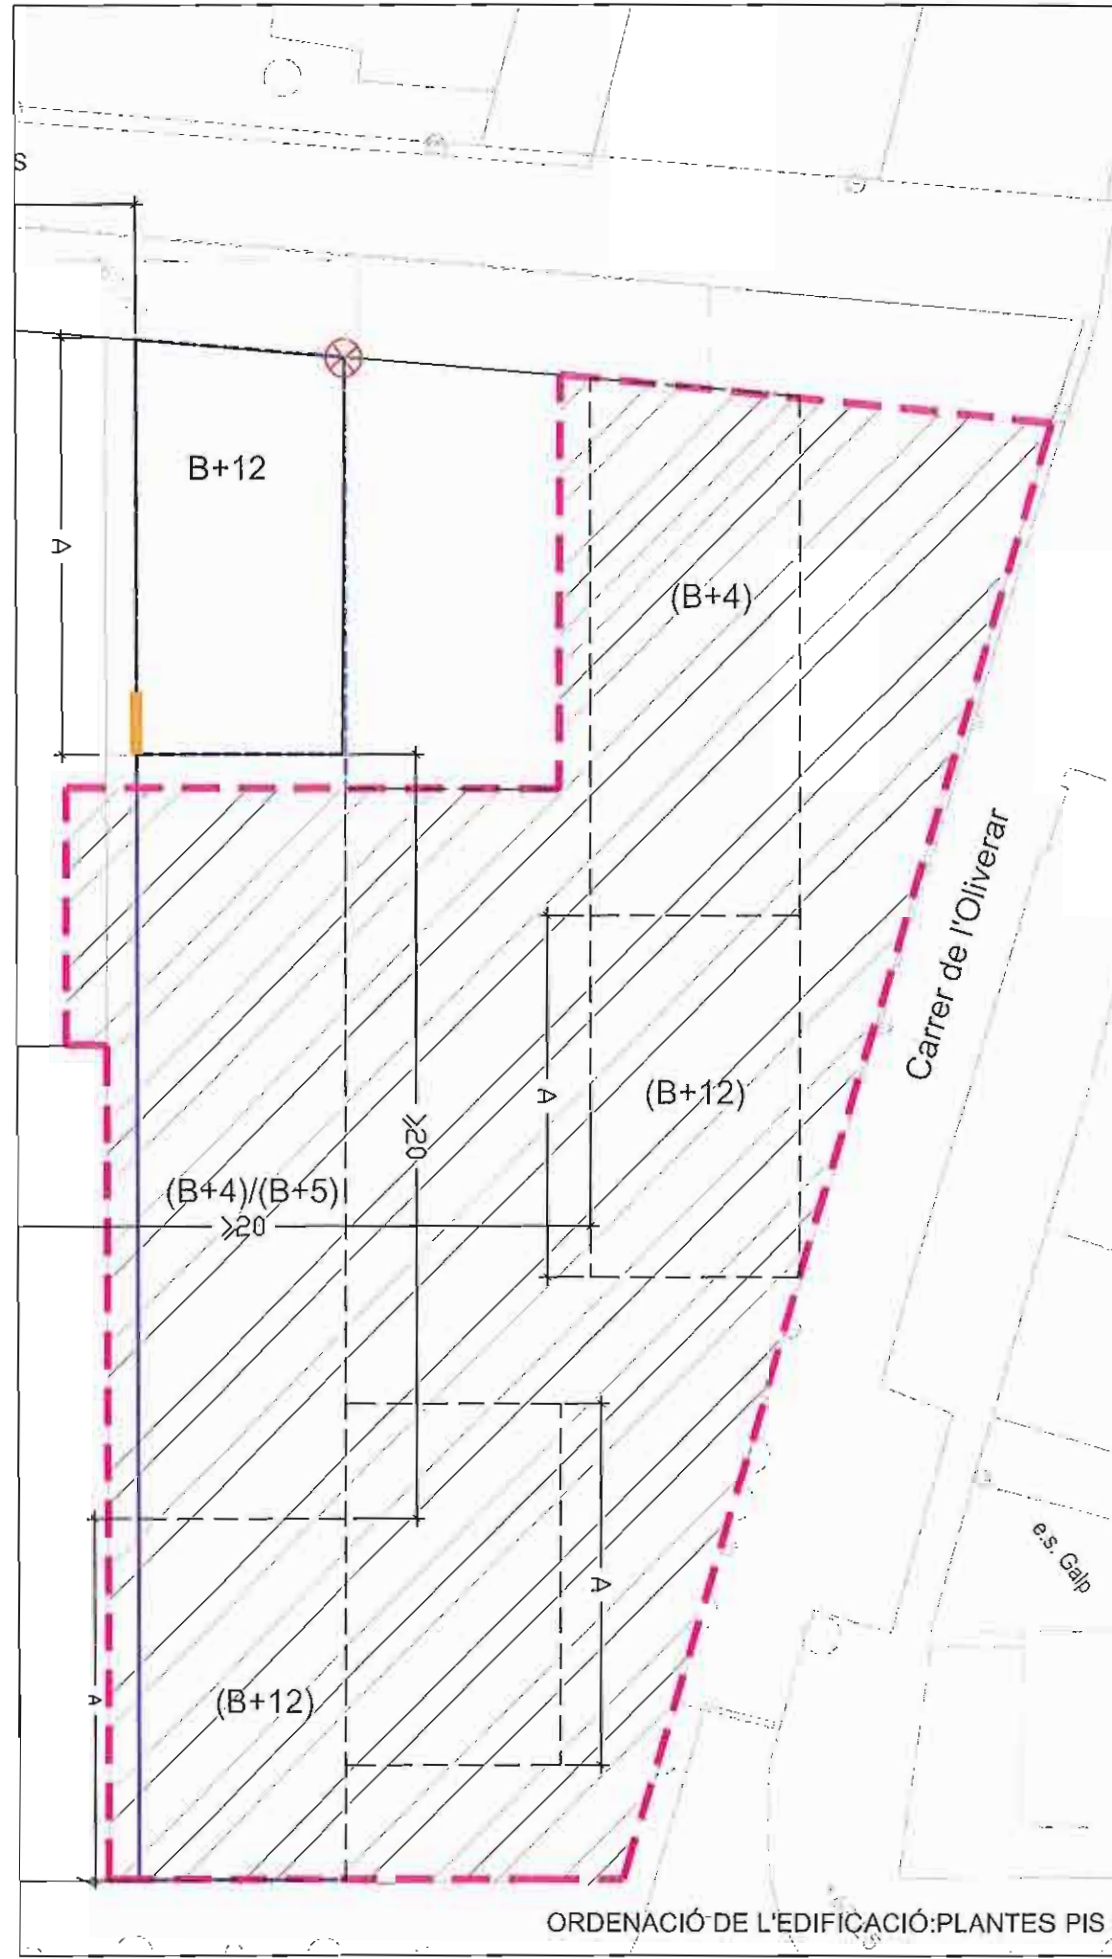 S
B+12
A
(B+4)
Carrer de l'Oliverar
A
(B+12)
≥20
(B+4)/(B+5)
≥20
A
e.s. Galp
A
(B+12)
ORDENACIÓ DE L'EDIFICACIÓ:PLANTES PIS